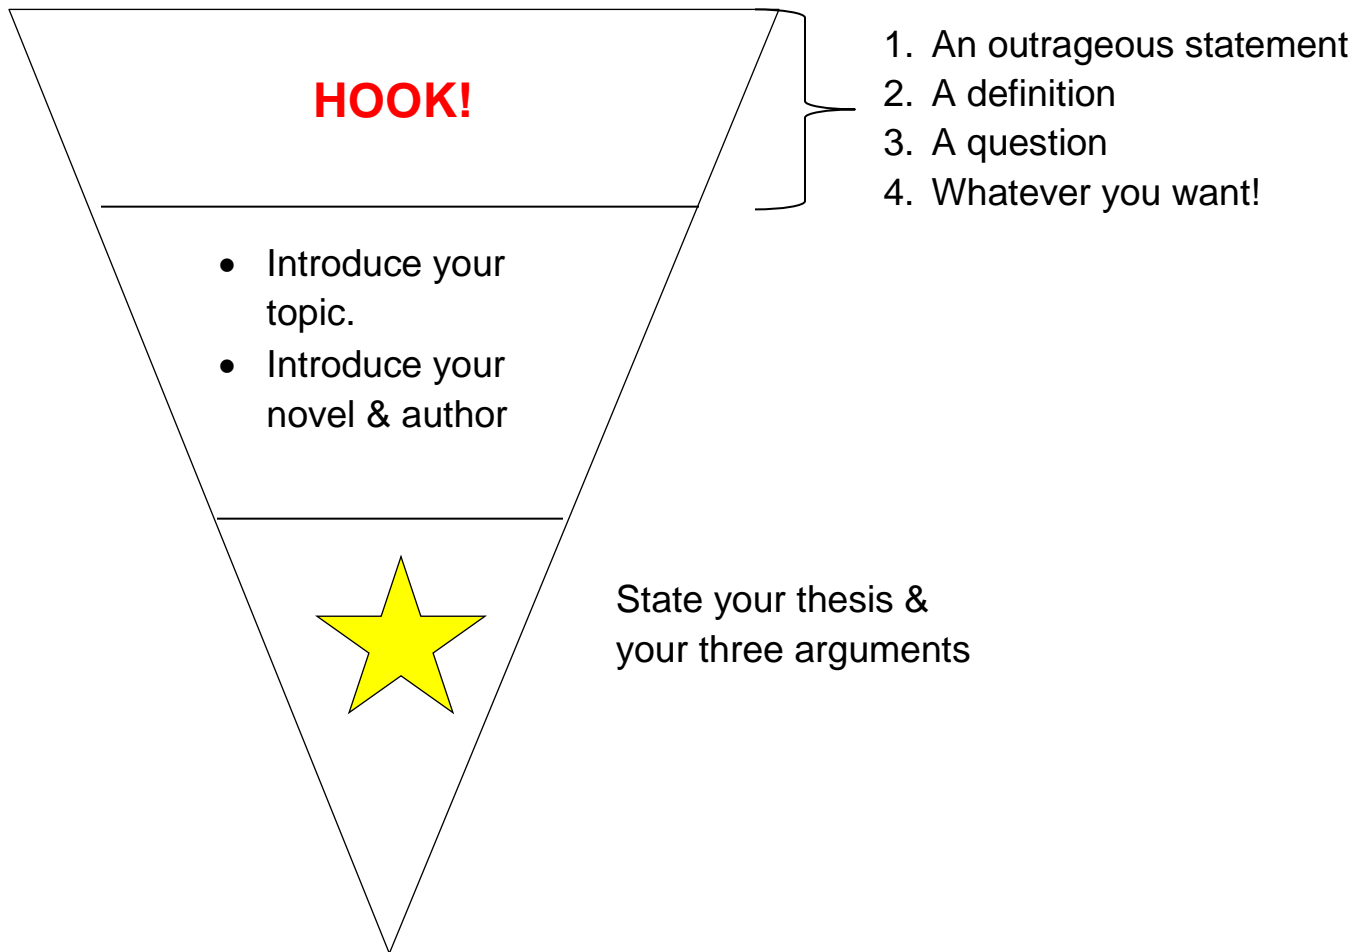 HOOK!
1. An outrageous statement
2. A definition
3. A question
4. Whatever you want!
• Introduce your
topic.
• Introduce your
novel & author
State your thesis &
your three arguments